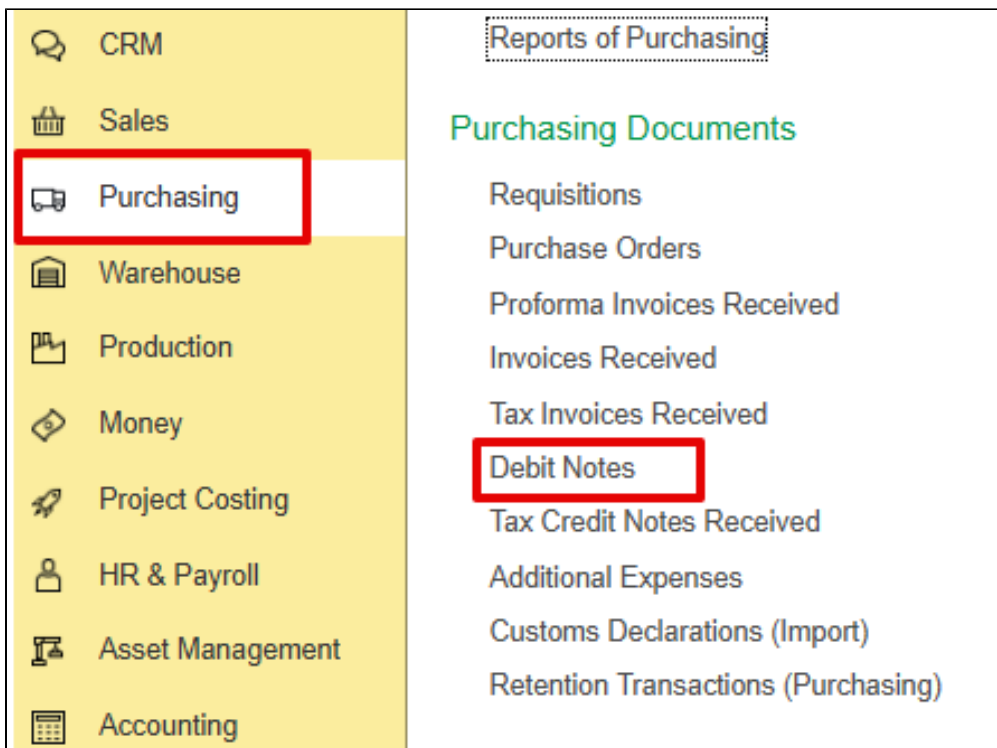 CRM
Sales
Purchasing
Warehouse
Production
Money
Project Costing
HR & Payroll
Asset Management
Accounting
Reports of Purchasing
Purchasing Documents
Requisitions
Purchase Orders
Proforma Invoices Received
Invoices Received
Tax Invoices Received
Debit Notes
Tax Credit Notes Received
Additional Expenses
Customs Declarations (Import)
Retention Transactions (Purchasing)